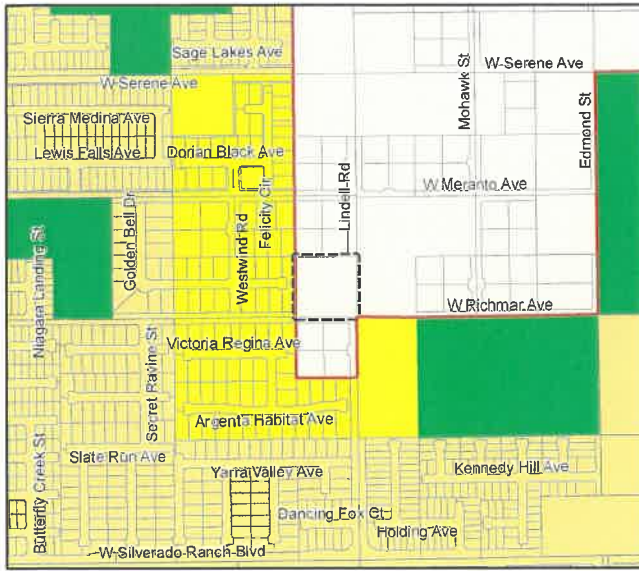 Sage Lakes Ave
W Serene Ave
W Serene Ave
Mohawk St
Edmond St
Sierra Medina Ave
Lewis Falls Ave
Dorian Black Ave
W Meranto Ave
Lindell Rd
Felicity Cir
Westwind Rd
Golden Bell Dr
Niagara Landing St
W Richmar Ave
Victoria Regina Ave
Secret Ravine St
Argenta Habitat Ave
Slate Run Ave
Yarra Valley Ave
Kennedy Hill Ave
Butterfly Creek St
Dancing Fox Ct
Holding Ave
W Silverado Ranch Blvd